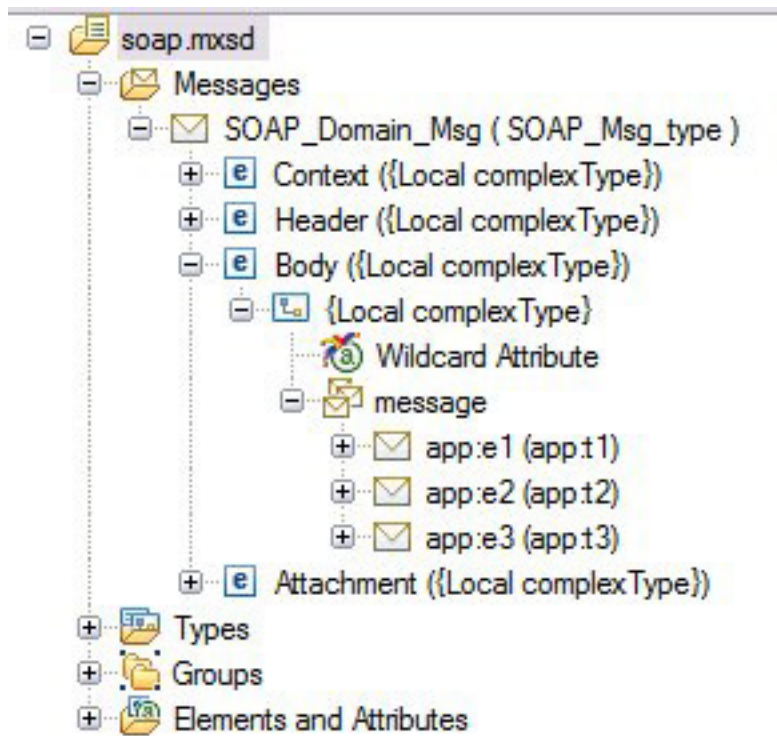 soap.mxsd
Messages
SOAP_Domain_Msg ( SOAP_Msg_type )
Context ({Local complexType})
Header ({Local complexType})
Body ({Local complexType})
{Local complexType}
Wildcard Attribute
message
app:e1 (app:t1)
app:e2 (app:t2)
app:e3 (app:t3)
Attachment ({Local complexType})
Types
Groups
Elements and Attributes